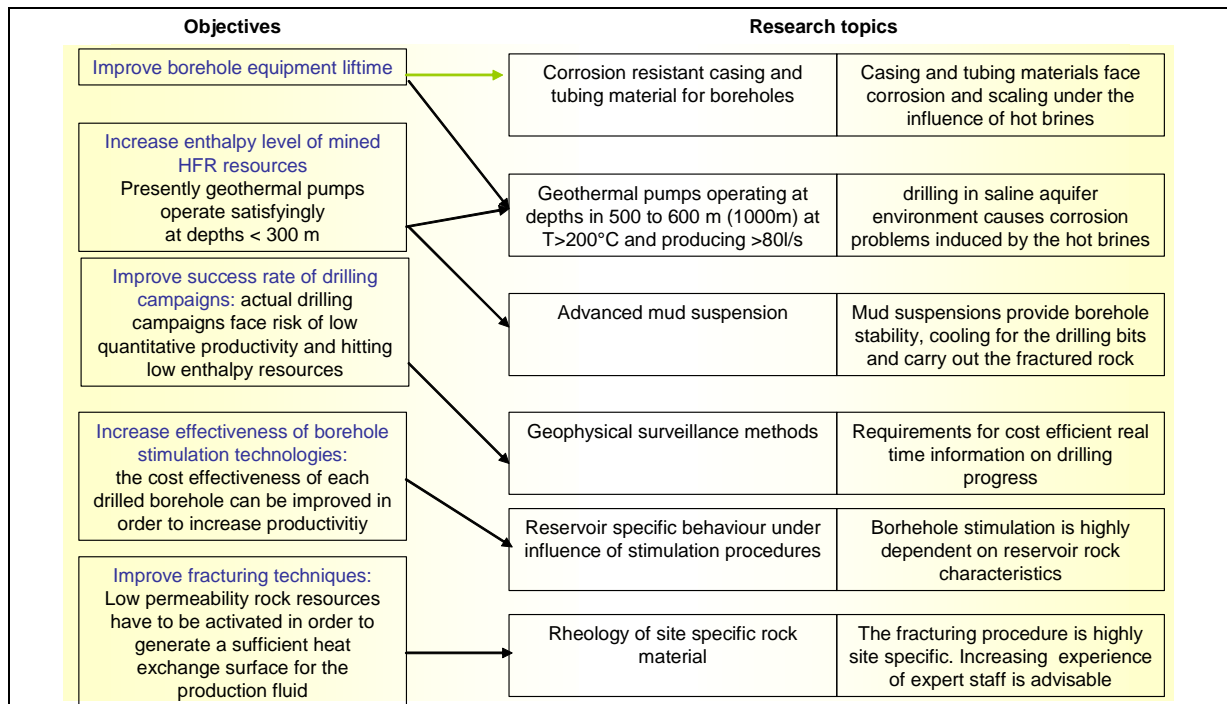 Objectives
Research topics
Improve borehole equipment liftime
Corrosion resistant casing and
tubing material for boreholes
Casing and tubing materials face
corrosion and scaling under the
influence of hot brines
Increase enthalpy level of mined
HFR resources
Presently geothermal pumps
operate satisfyingly
at depths < 300 m
Geothermal pumps operating at
depths in 500 to 600 m (1000m) at
T>200°C and producing >80l/s
drilling in saline aquifer
environment causes corrosion
problems induced by the hot brines
Improve success rate of drilling
campaigns: actual drilling
campaigns face risk of low
quantitative productivity and hitting
low enthalpy resources
Advanced mud suspension
Mud suspensions provide borehole
stability, cooling for the drilling bits
and carry out the fractured rock
Increase effectiveness of borehole
stimulation technologies:
the cost effectiveness of each
drilled borehole can be improved in
order to increase productivitiy
Geophysical surveillance methods
Requirements for cost efficient real
time information on drilling
progress
Reservoir specific behaviour under
influence of stimulation procedures
Borhehole stimulation is highly
dependent on reservoir rock
characteristics
Improve fracturing techniques:
Low permeability rock resources
have to be activated in order to
generate a sufficient heat
exchange surface for the
production fluid
Rheology of site specific rock
material
The fracturing procedure is highly
site specific. Increasing experience
of expert staff is advisable